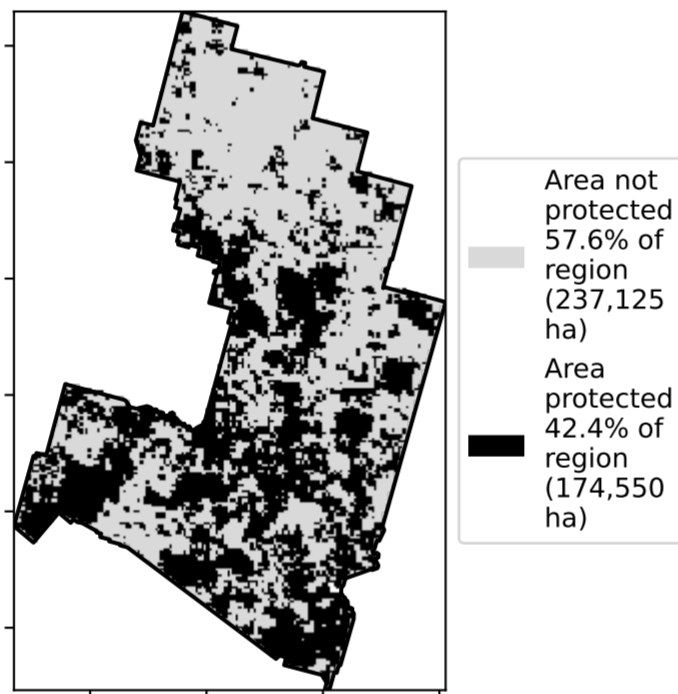 Area not
protected
57.6% of
region
(237,125
ha)
Area
protected
42.4% of
region
(174,550
ha)